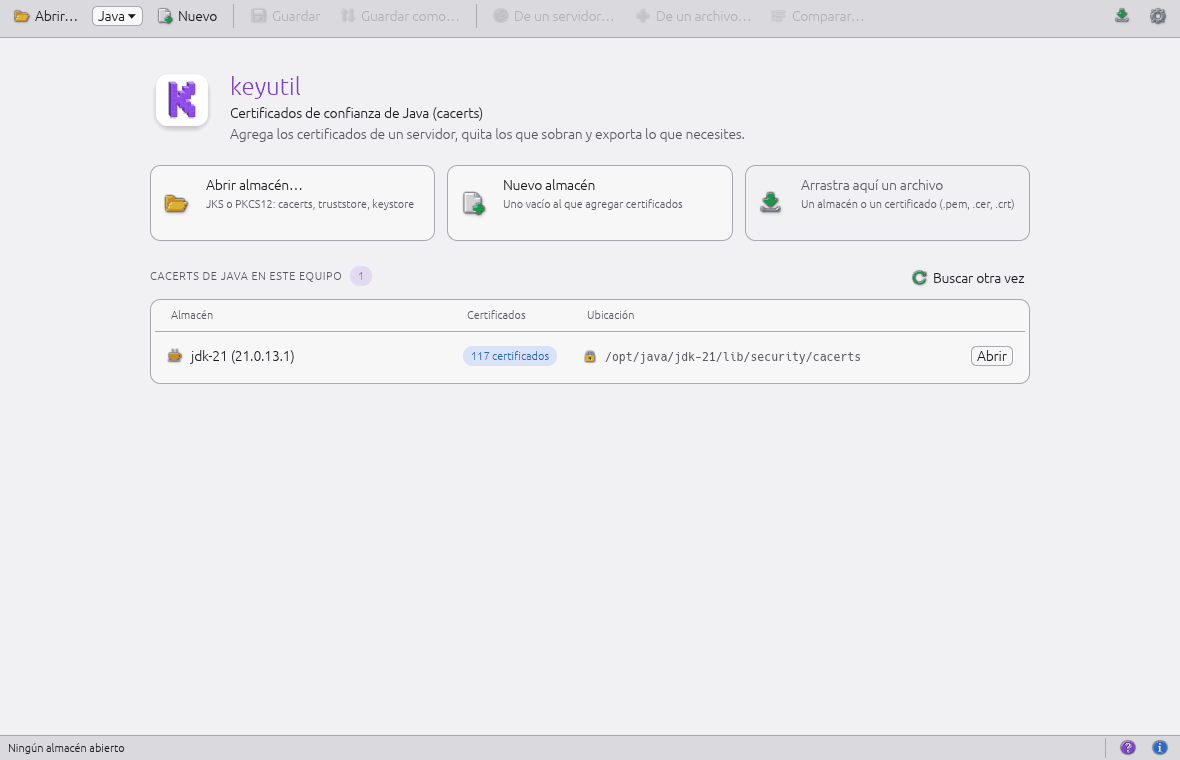 Abrir…
Java
Nuevo
Guardar
Guardar como…
De un servidor…
De un archivo…
Comparar…
keyutil
Certificados de confianza de Java (cacerts)
Agrega los certificados de un servidor, quita los que sobran y exporta lo que necesites.
Abrir almacén…
JKS o PKCS12: cacerts, truststore, keystore
Nuevo almacén
Uno vacío al que agregar certificados
Arrastra aquí un archivo
Un almacén o un certificado (.pem, .cer, .crt)
CACERTS DE JAVA EN ESTE EQUIPO 1
Buscar otra vez
Almacén Certificados Ubicación
jdk-21 (21.0.13.1) 117 certificados /opt/java/jdk-21/lib/security/cacerts Abrir
Ningún almacén abierto